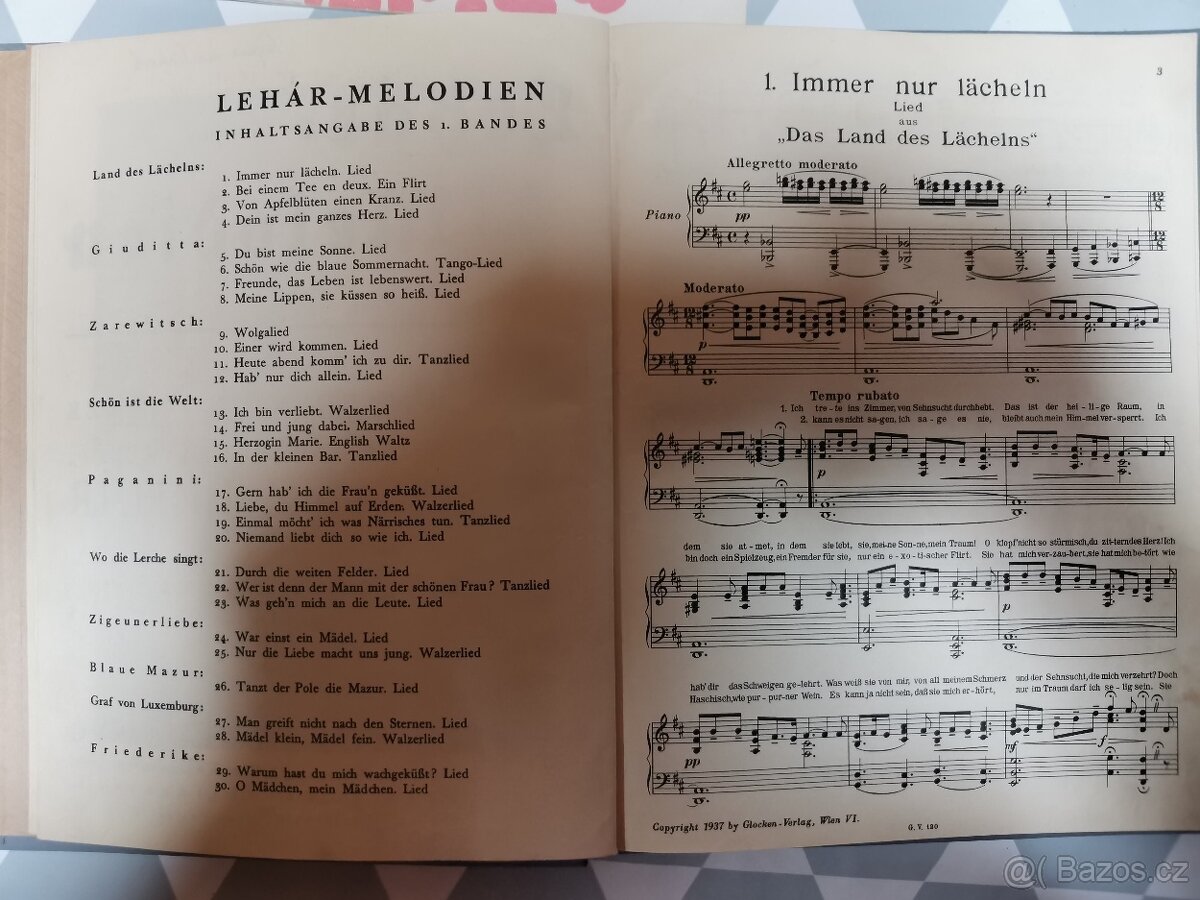 LEHÁR-MELODIEN
INHALTSANGABE DES 1. BANDES
Land des Lächelns:
1. Immer nur lächeln. Lied
2. Bei einem Tee en deux. Ein Flirt
3. Von Apfelblüten einen Kranz. Lied
4. Dein ist mein ganzes Herz. Lied
Giuditta:
5. Du bist meine Sonne. Lied
6. Schön wie die blaue Sommernacht. Tango-Lied
7. Freunde, das Leben ist lebenswert. Lied
8. Meine Lippen, sie küssen so heiß. Lied
Zarewitsch:
9. Wolgalied
10. Einer wird kommen. Lied
11. Heute abend komm' ich zu dir. Tanzlied
12. Hab' nur dich allein. Lied
Schön ist die Welt:
13. Ich bin verliebt. Walzerlied
14. Frei und jung dabei. Marschlied
15. Herzogin Marie. English Waltz
16. In der kleinen Bar. Tanzlied
Paganini:
17. Gern hab' ich die Frau'n geküßt. Lied
18. Liebe, du Himmel auf Erden. Walzerlied
19. Einmal möcht' ich was Närrisches tun. Tanzlied
20. Niemand liebt dich so wie ich. Lied
Wo die Lerche singt:
21. Durch die weiten Felder. Lied
22. Wer ist denn der Mann mit der schönen Frau? Tanzlied
23. Was geh'n mich an die Leute. Lied
Zigeunerliebe:
24. War einst ein Mädel. Lied
25. Nur die Liebe macht uns jung. Walzerlied
Blaue Mazur:
26. Tanzt der Pole die Mazur. Lied
Graf von Luxemburg:
27. Man greift nicht nach den Sternen. Lied
28. Mädel klein, Mädel fein. Walzerlied
Friederike:
29. Warum hast du mich wachgeküßt? Lied
30. O Mädchen, mein Mädchen. Lied
3
1. Immer nur lächeln
Lied
aus
„Das Land des Lächelns“
Allegretto moderato
Piano
pp
Moderato
p
Tempo rubato
1. Ich tre-te ins Zimmer, von Sehnsucht durchbebt. Das ist der hei-li-ge Raum, in
2. kann es nicht sagen, ich sa-ge es nie, bleibt auch mein Himmel versperrt. Ich
p
dem sie at-met, in dem sie lebt, sie, mei-ne Son-ne, mein Traum! O klopf' nicht so stürmisch, du zitterndes Herz! Ich
bin doch ein Spielzeug, ein Fremder für sie, nur ein e-xo-tischer Flirt. Sie hat mich ver-zau-bert, sie hat mich betört wie
p
hab' dir das Schweigen ge-lehrt. Was weiß sie von mir, von all meinem Schmerz und der Sehnsucht, die mich verzehrt? Doch
Haschisch, wie pur-purner Wein. Es kann ja nicht sein, daß sie mich er-hört, nur im Traum darf ich se-lig sein. Sie
pp
mf
f
Copyright 1937 by Glocken-Verlag, Wien VI.
G. V. 120
@( Bazos.cz